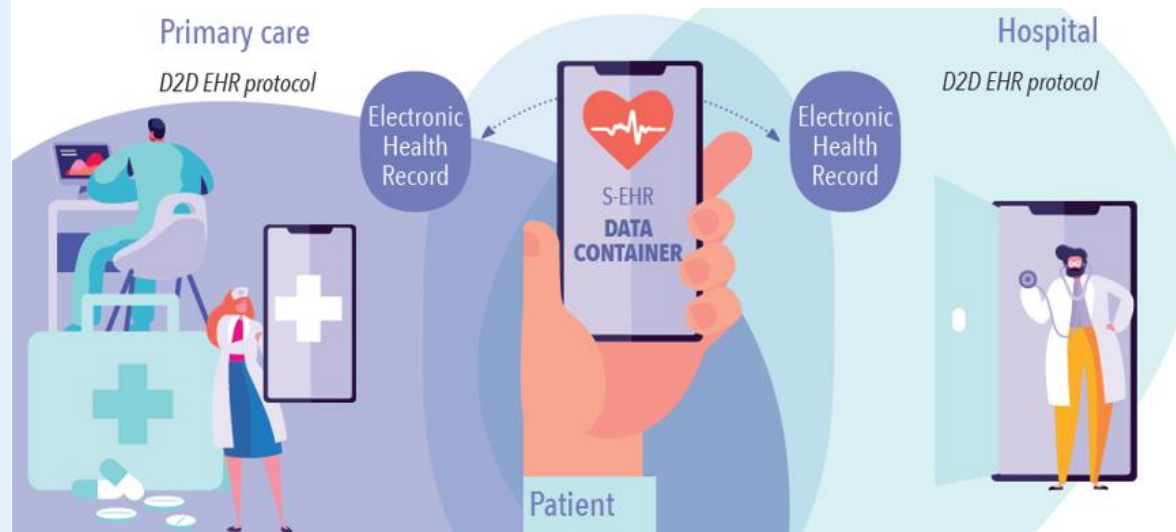 Primary care
D2D EHR protocol
Electronic
Health
Record
S-EHR
DATA
CONTAINER
Electronic
Health
Record
Hospital
D2D EHR protocol
Patient